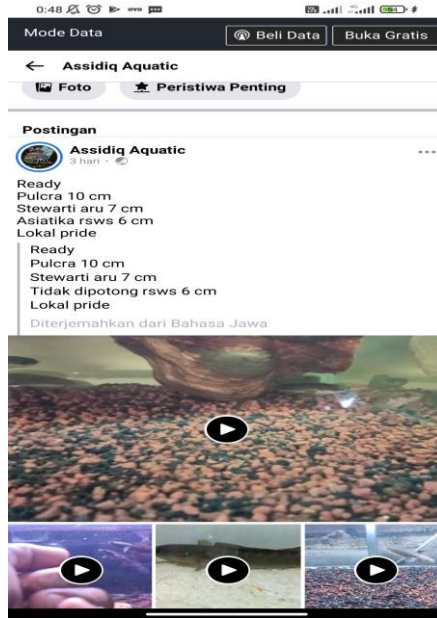 0:48
ovo
54
Mode Data
Beli Data
Buka Gratis
← Assidiq Aquatic
Foto
Peristiwa Penting
Postingan
Assidiq Aquatic
3 hari ·
Ready
Pulcra 10 cm
Stewarti aru 7 cm
Asiatika rsws 6 cm
Lokal pride
Ready
Pulcra 10 cm
Stewarti aru 7 cm
Tidak dipotong rsws 6 cm
Lokal pride
Diterjemahkan dari Bahasa Jawa